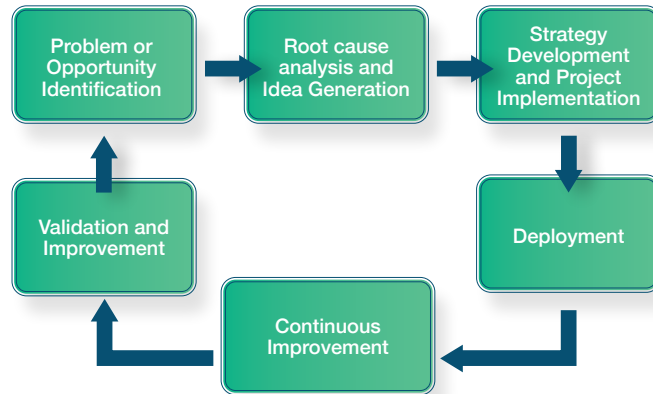 Problem or
Opportunity
Identification
Root cause
analysis and
Idea Generation
Strategy
Development
and Project
Implementation
Deployment
Continuous
Improvement
Validation and
Improvement